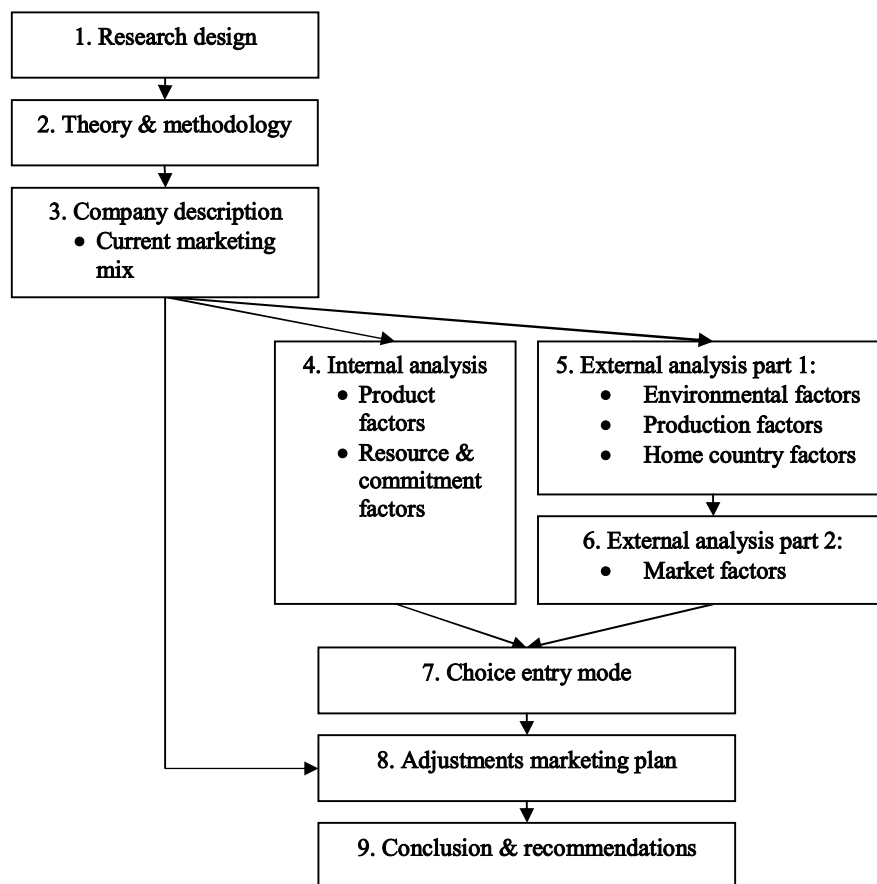 1. Research design
2. Theory & methodology
3. Company description
• Current marketing
mix
4. Internal analysis
• Product
factors
• Resource &
commitment
factors
5. External analysis part 1:
• Environmental factors
• Production factors
• Home country factors
6. External analysis part 2:
• Market factors
7. Choice entry mode
8. Adjustments marketing plan
9. Conclusion & recommendations